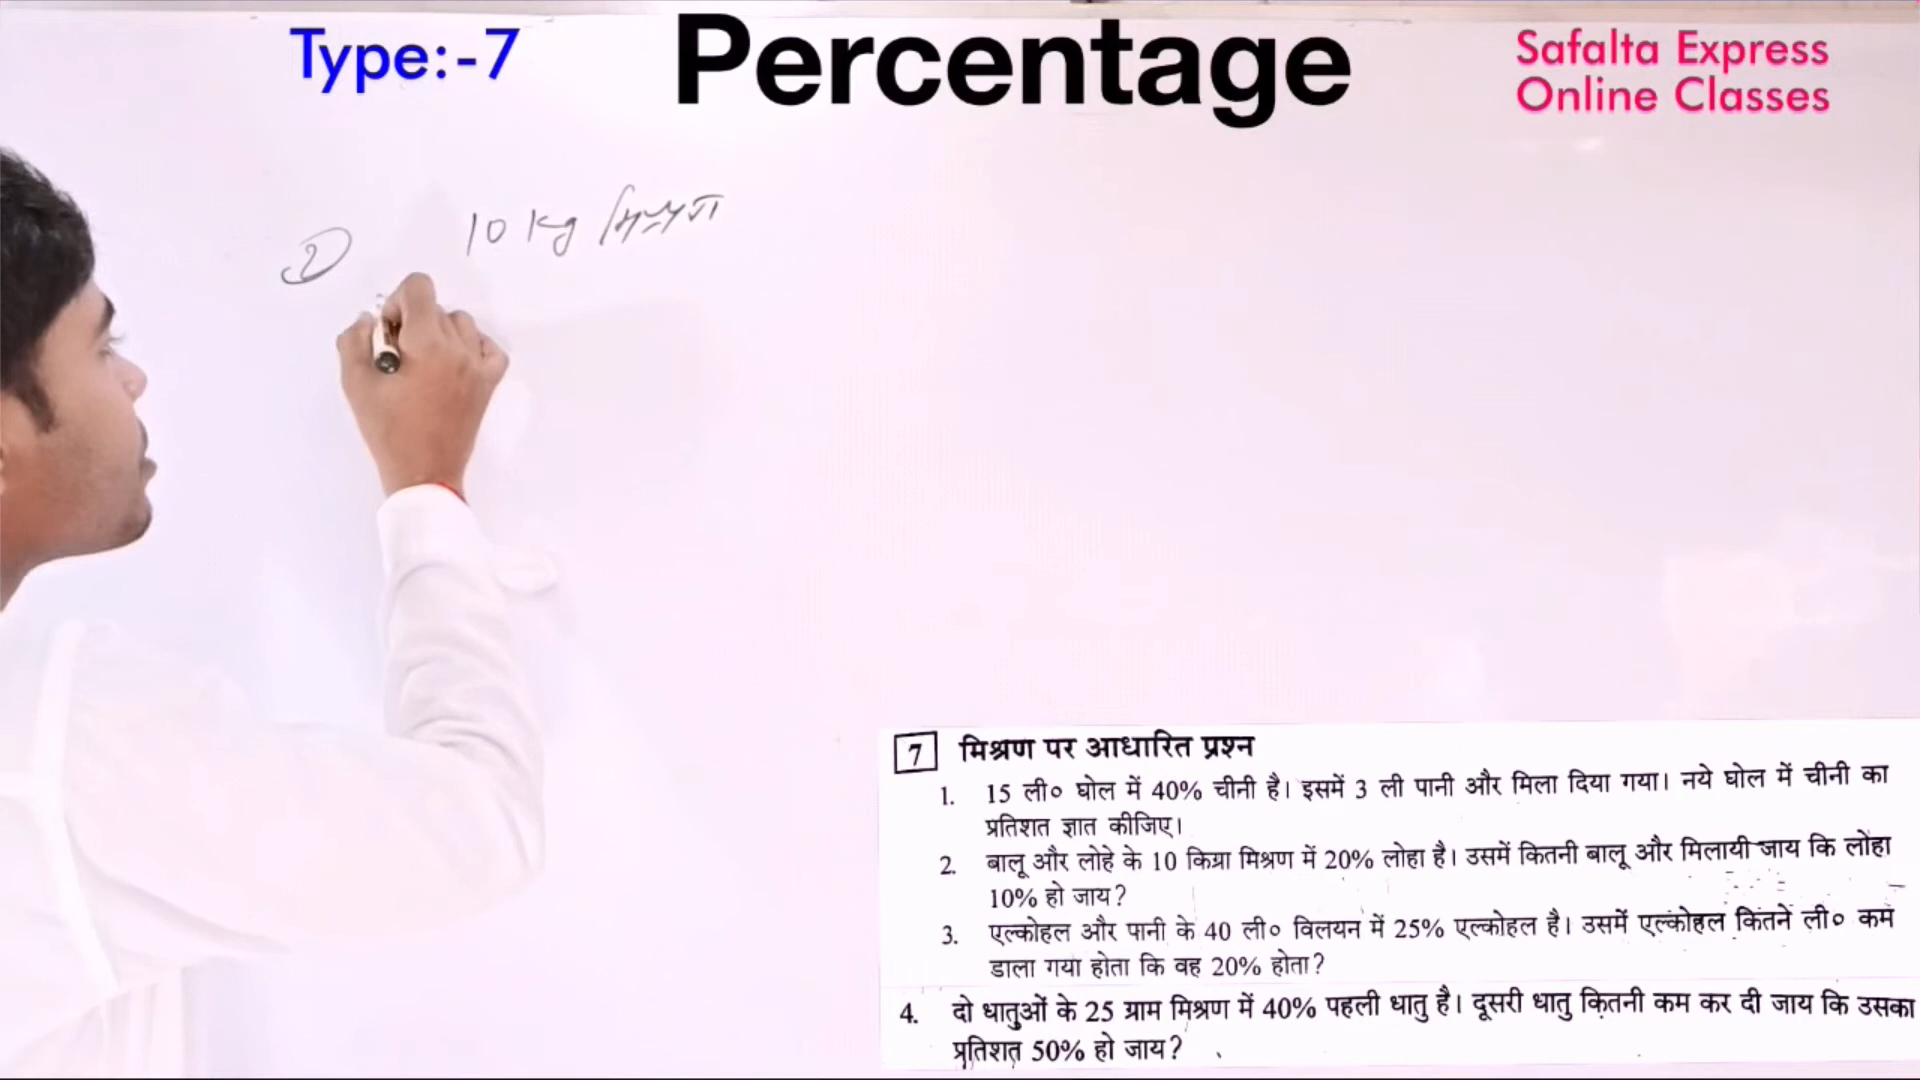 Type:-7
Percentage
Safalta Express
Online Classes
② 10 kg मिश्रण
7 मिश्रण पर आधारित प्रश्न
1. 15 ली० घोल में 40% चीनी है। इसमें 3 ली पानी और मिला दिया गया। नये घोल में चीनी का
प्रतिशत ज्ञात कीजिए।
2. बालू और लोहे के 10 किग्रा मिश्रण में 20% लोहा है। उसमें कितनी बालू और मिलायी जाय कि लोहा
10% हो जाय?
3. एल्कोहल और पानी के 40 ली० विलयन में 25% एल्कोहल है। उसमें एल्कोहल कितने ली० कम
डाला गया होता कि वह 20% होता?
4. दो धातुओं के 25 ग्राम मिश्रण में 40% पहली धातु है। दूसरी धातु कितनी कम कर दी जाय कि उसका
प्रतिशत 50% हो जाय?